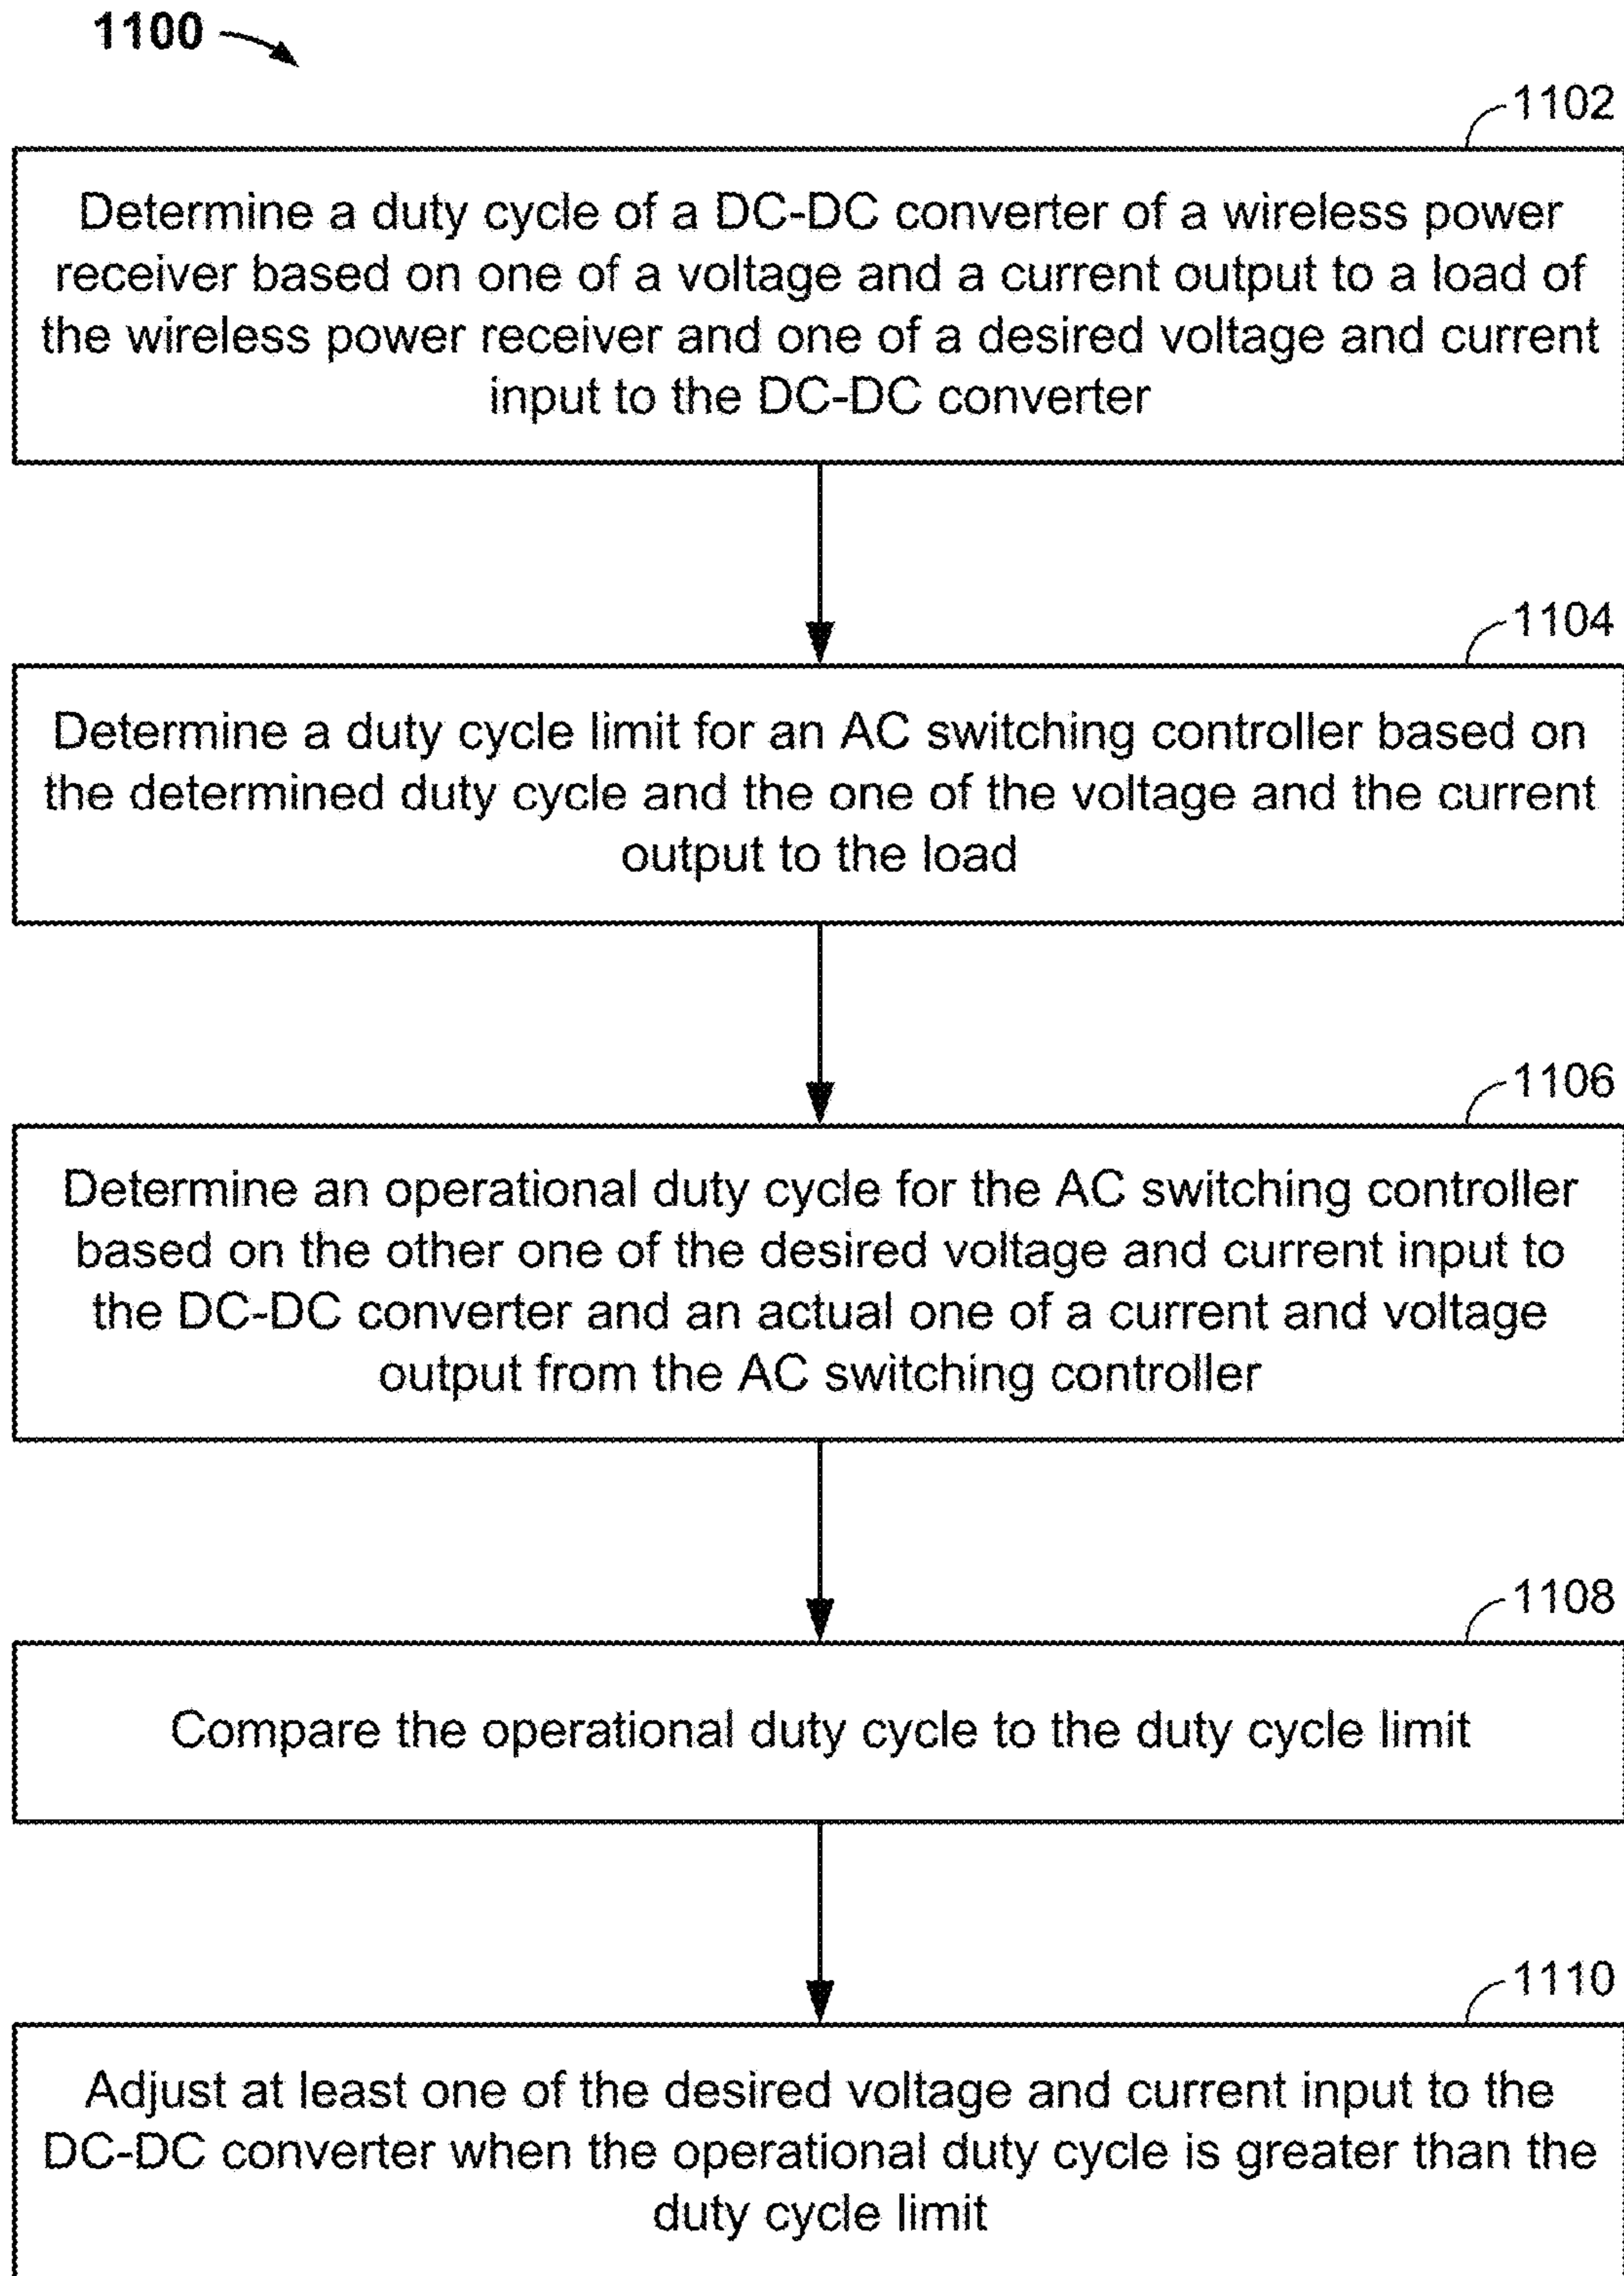 1100
1102
Determine a duty cycle of a DC-DC converter of a wireless power
receiver based on one of a voltage and a current output to a load of
the wireless power receiver and one of a desired voltage and current
input to the DC-DC converter
1104
Determine a duty cycle limit for an AC switching controller based on
the determined duty cycle and the one of the voltage and the current
output to the load
1106
Determine an operational duty cycle for the AC switching controller
based on the other one of the desired voltage and current input to
the DC-DC converter and an actual one of a current and voltage
output from the AC switching controller
1108
Compare the operational duty cycle to the duty cycle limit
1110
Adjust at least one of the desired voltage and current input to the
DC-DC converter when the operational duty cycle is greater than the
duty cycle limit